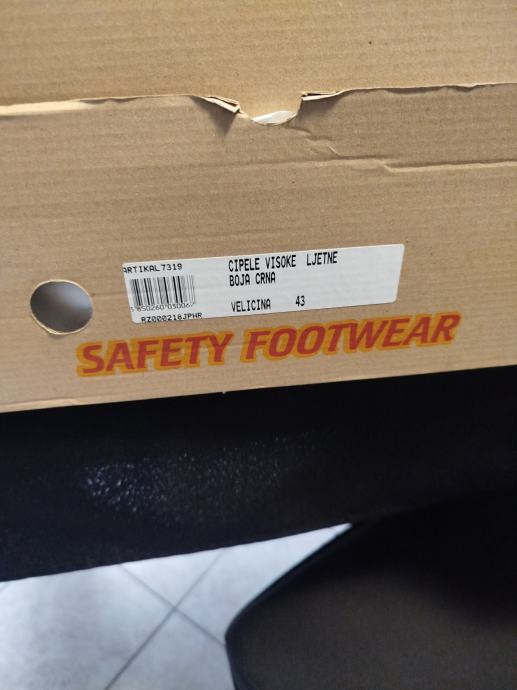 ARTIKAL7319
CIPELE VISOKE LJETNE
BOJA CRNA
VELICINA 43
RZ000218JPHR
SAFETY FOOTWEAR